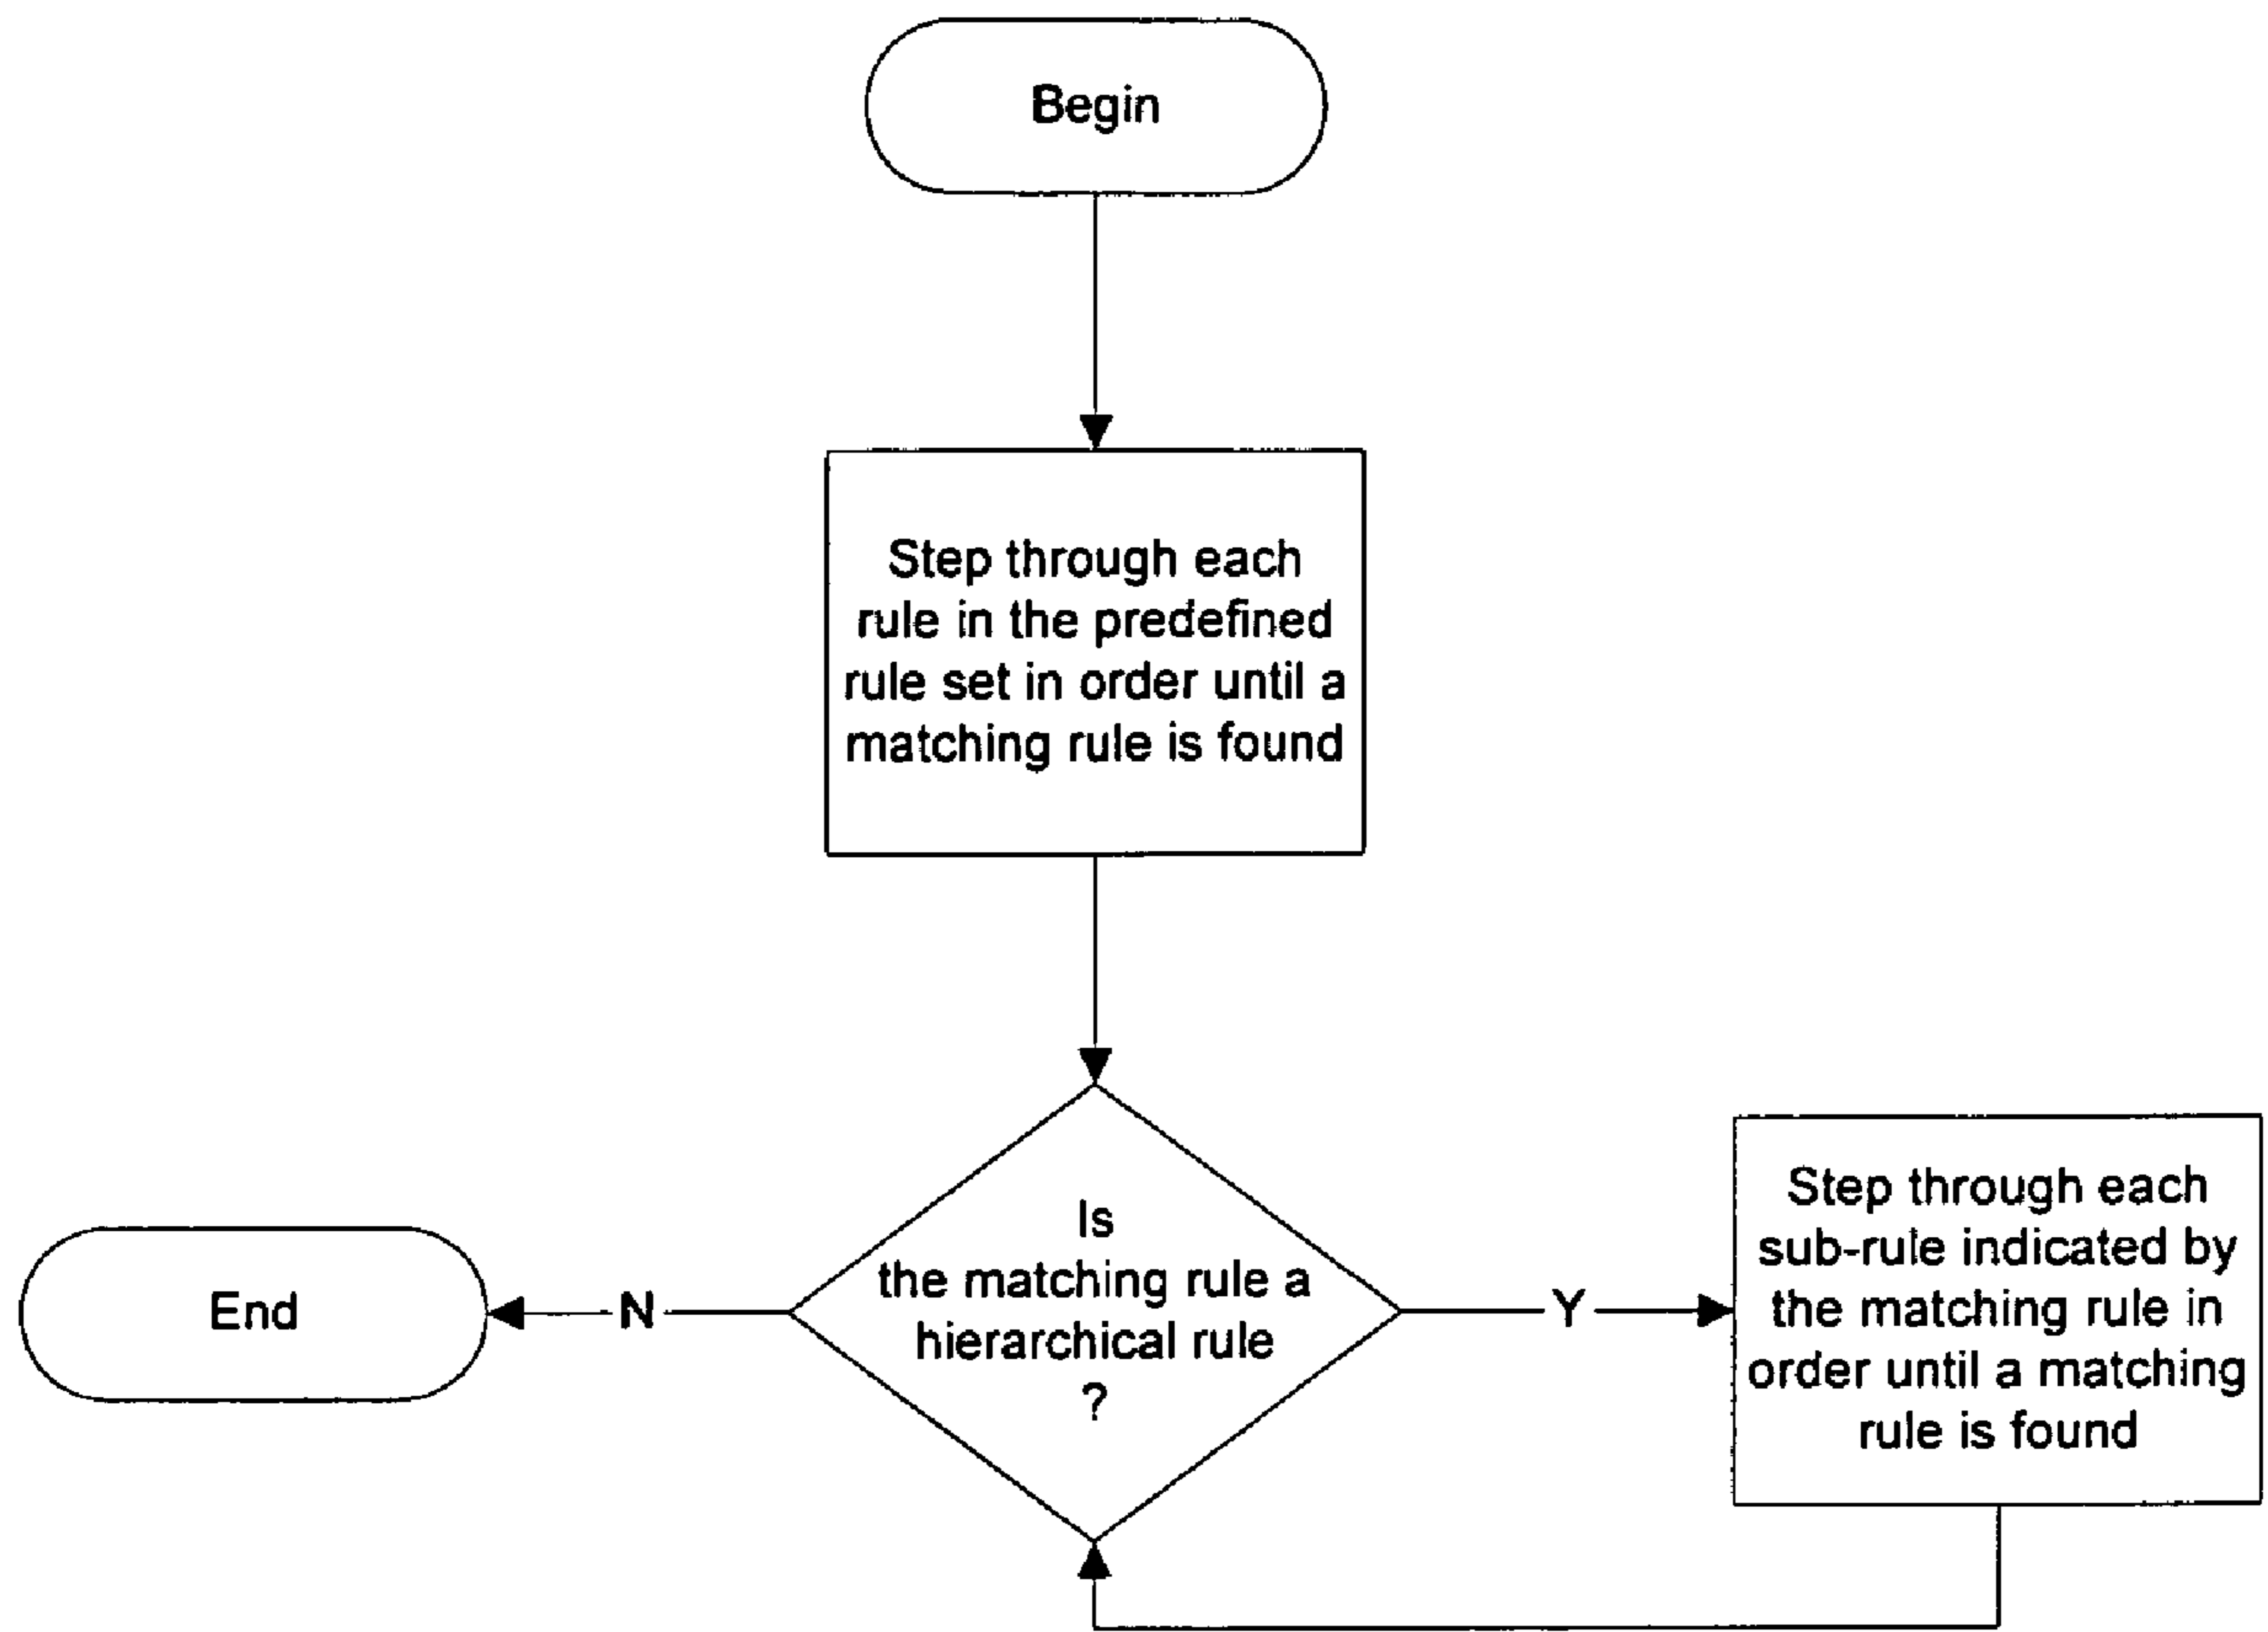 Begin
Step through each
rule in the predefined
rule set in order until a
matching rule is found
Is
the matching rule a
hierarchical rule
?
N
End
Y
Step through each
sub-rule indicated by
the matching rule in
order until a matching
rule is found